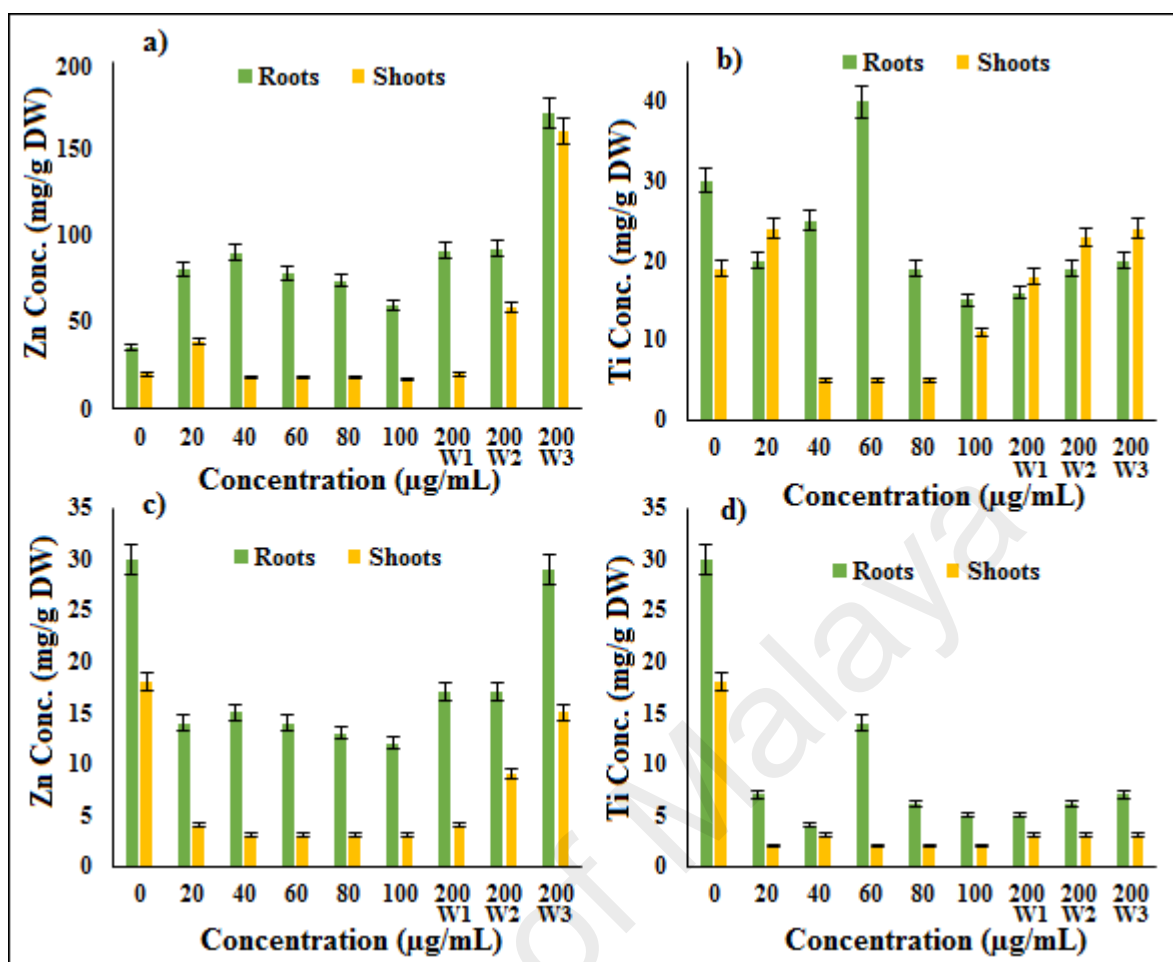 a)
Roots Shoots
Zn Conc. (mg/g DW)
200
150
100
50
0
0 20 40 60 80 100 200 200 200
W1 W2 W3
Concentration (µg/mL)
b)
Roots Shoots
Ti Conc. (mg/g DW)
40
30
20
10
0
0 20 40 60 80 100 200 200 200
W1 W2 W3
Concentration (µg/mL)
c)
Roots Shoots
Zn Conc. (mg/g DW)
35
30
25
20
15
10
5
0
0 20 40 60 80 100 200 200 200
W1 W2 W3
Concentration (µg/mL)
d)
Roots Shoots
Ti Conc. (mg/g DW)
35
30
25
20
15
10
5
0
0 20 40 60 80 100 200 200 200
W1 W2 W3
Concentration (µg/mL)
of Malaya